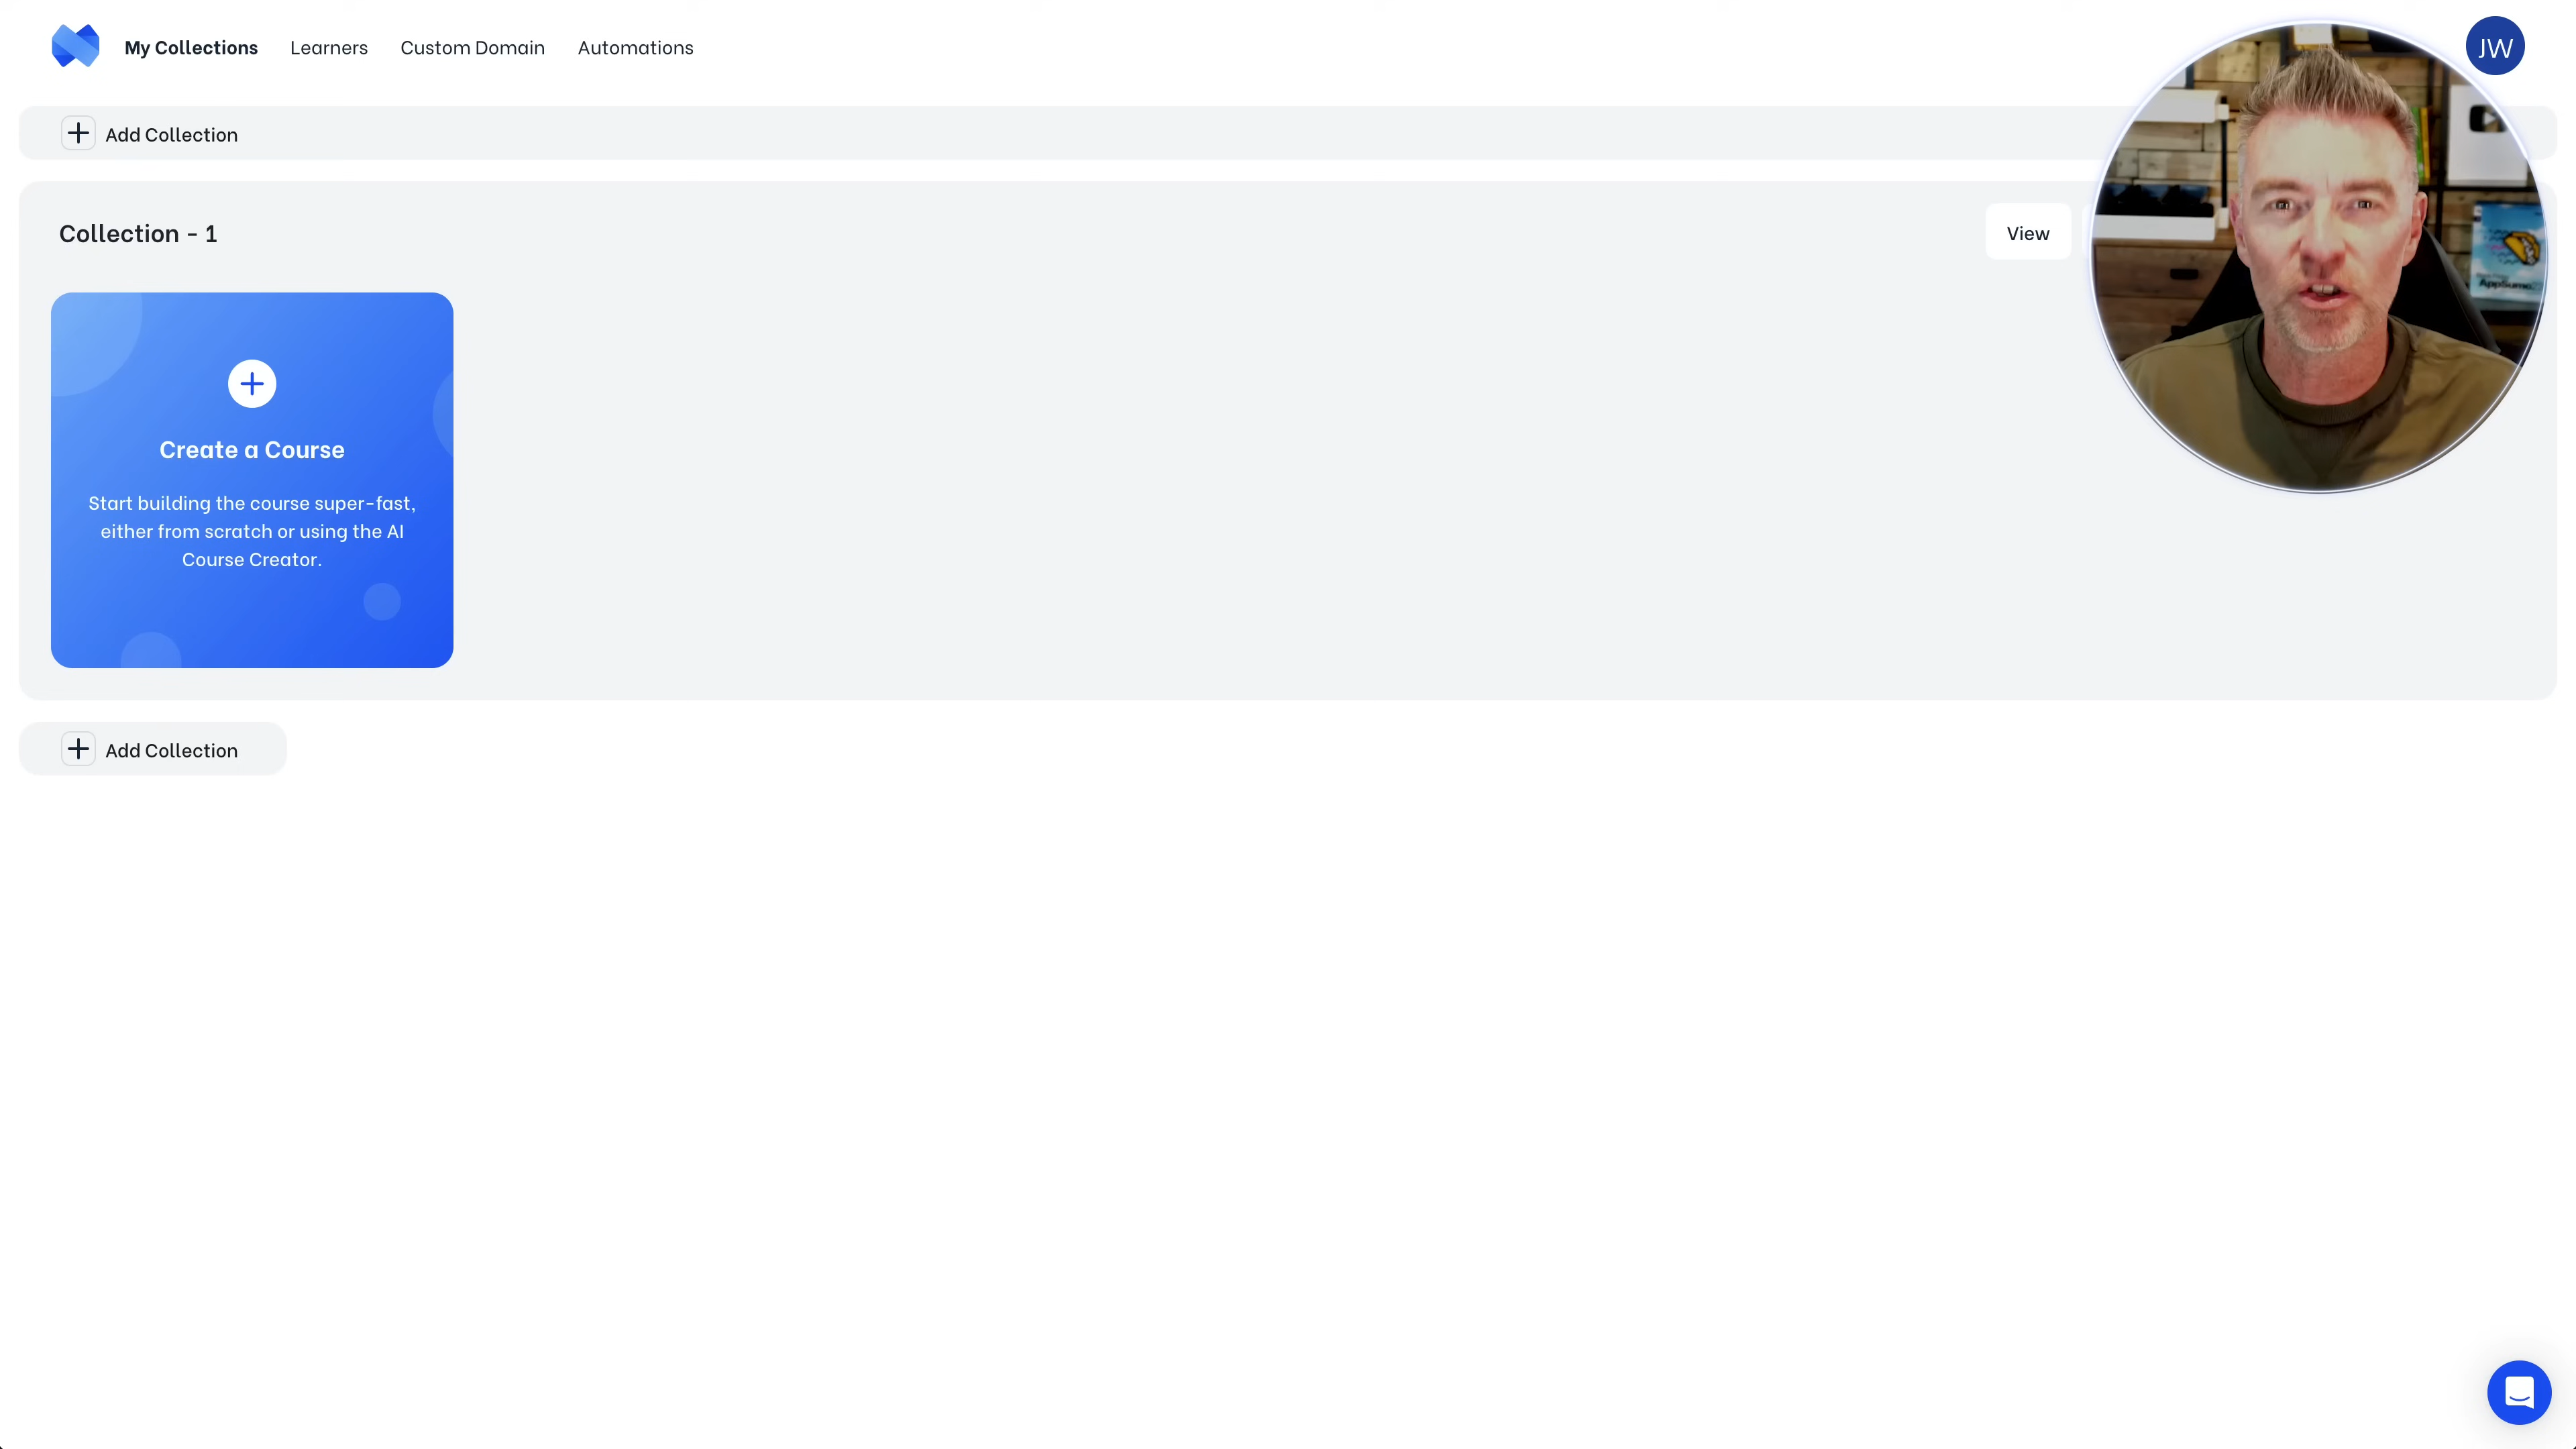 My Collections
Learners
Custom Domain
Automations
JW
Add Collection
Collection - 1
View
Create a Course
Start building the course super-fast,
either from scratch or using the AI
Course Creator.
Add Collection
AppSumo